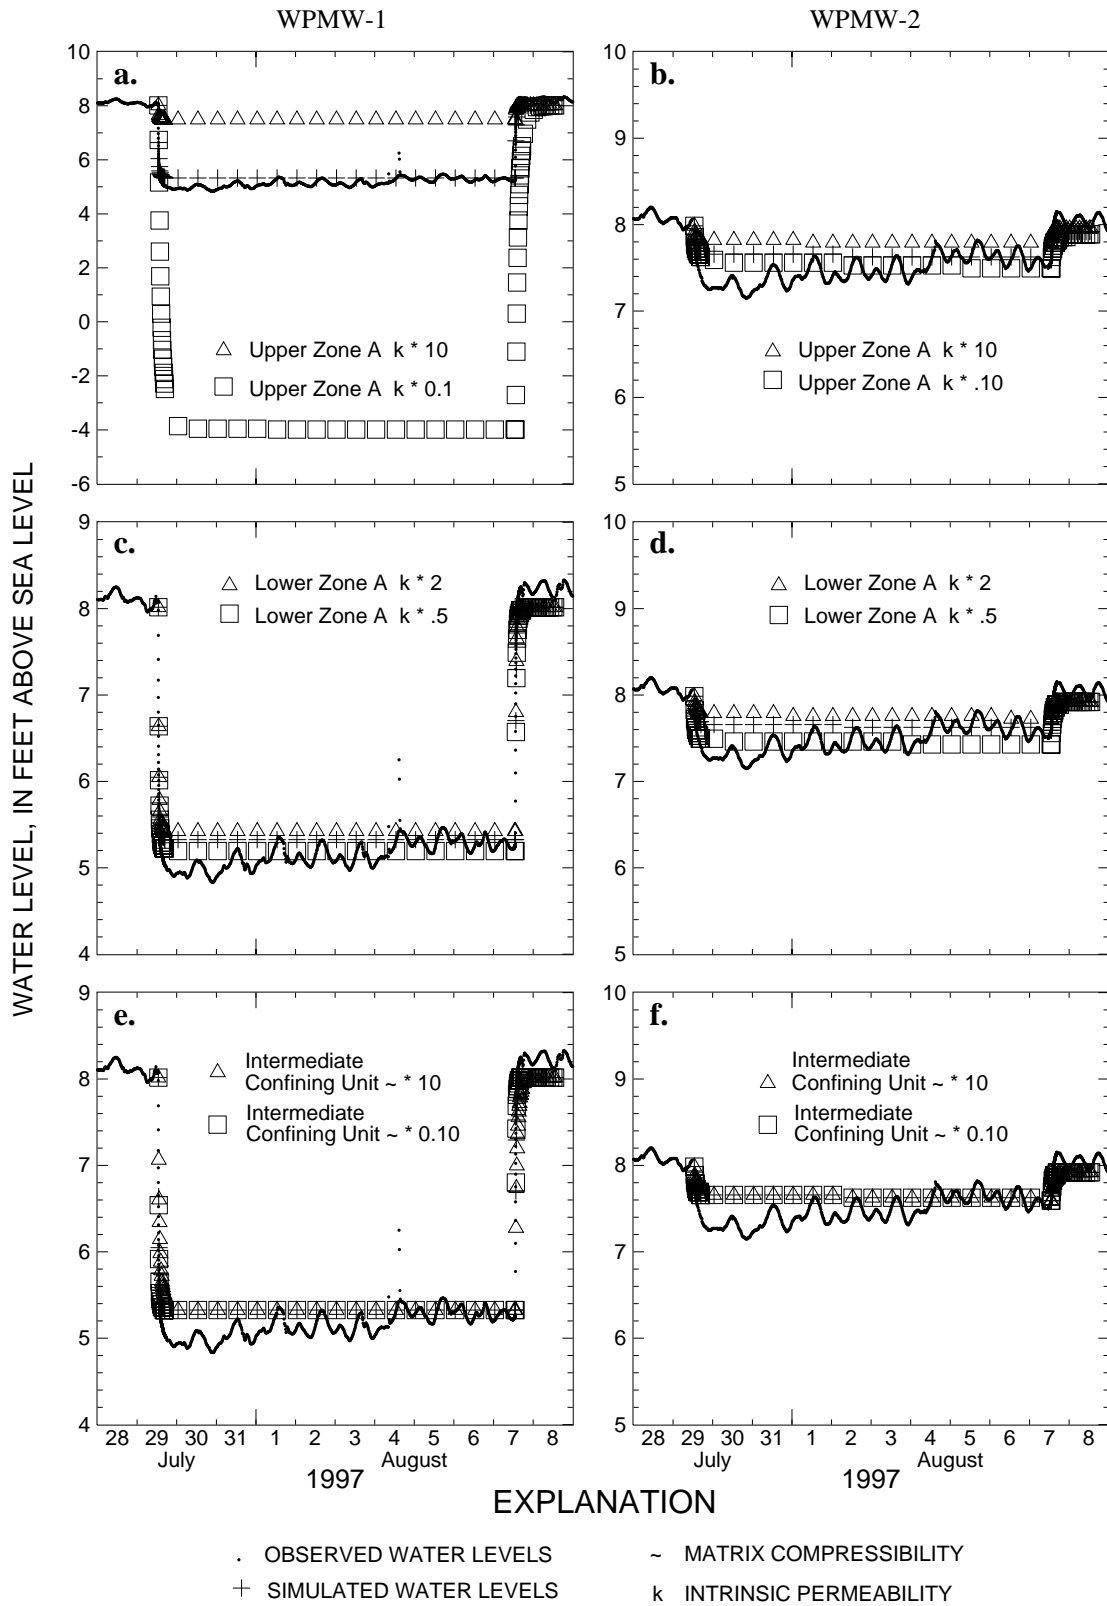 WPMW-1
WPMW-2
WATER LEVEL, IN FEET ABOVE SEA LEVEL
a.
10
8
6
4
2
0
-2
-4
-6
Upper Zone A k * 10
Upper Zone A k * 0.1
b.
10
9
8
7
6
5
Upper Zone A k * 10
Upper Zone A k * .10
c.
9
8
7
6
5
4
Lower Zone A k * 2
Lower Zone A k * .5
d.
10
9
8
7
6
5
Lower Zone A k * 2
Lower Zone A k * .5
e.
9
8
7
6
5
4
Intermediate
Confining Unit ~ * 10
Intermediate
Confining Unit ~ * 0.10
28 29 30 31 1 2 3 4 5 6 7 8
July August
1997
f.
10
9
8
7
6
5
Intermediate
Confining Unit ~ * 10
Intermediate
Confining Unit ~ * 0.10
28 29 30 31 1 2 3 4 5 6 7 8
July August
1997
EXPLANATION
. OBSERVED WATER LEVELS
+ SIMULATED WATER LEVELS
~ MATRIX COMPRESSIBILITY
k INTRINSIC PERMEABILITY